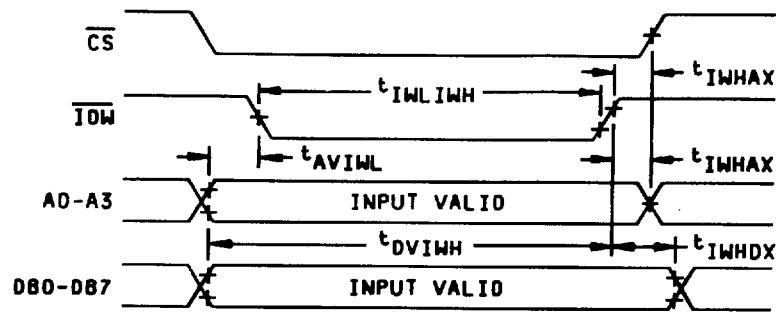 CS
tIWHAX
tIWLIWH
IOW
tAVIWL
tIWHAX
A0-A3
INPUT VALID
tDVIWH
tIWHDX
DB0-DB7
INPUT VALID